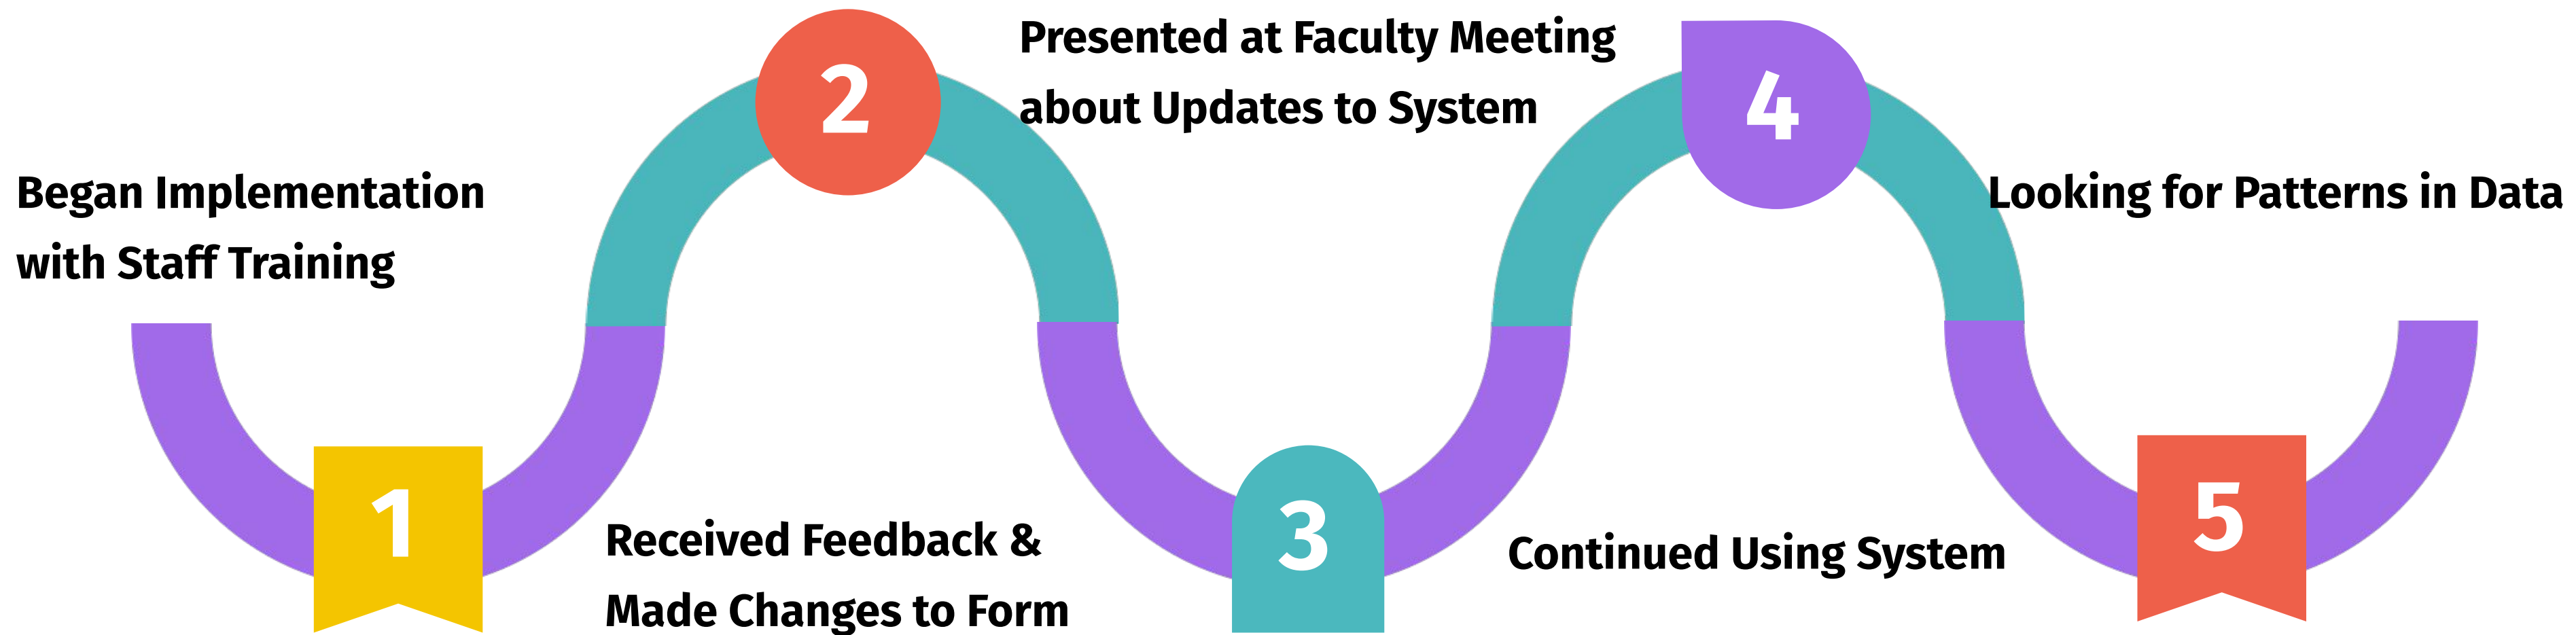 Began Implementation
with Staff Training
1
2
Received Feedback &
Made Changes to Form
Presented at Faculty Meeting
about Updates to System
3
4
Continued Using System
Looking for Patterns in Data
5